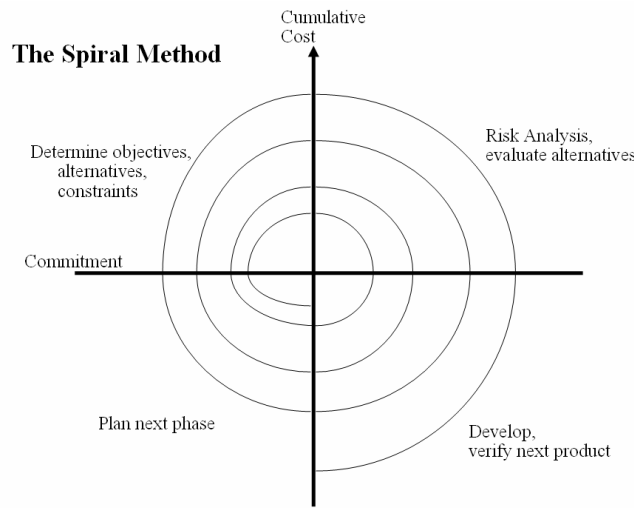 Cumulative
Cost
The Spiral Method
Risk Analysis,
evaluate alternatives
Determine objectives,
alternatives,
constraints
Commitment
Plan next phase
Develop,
verify next product